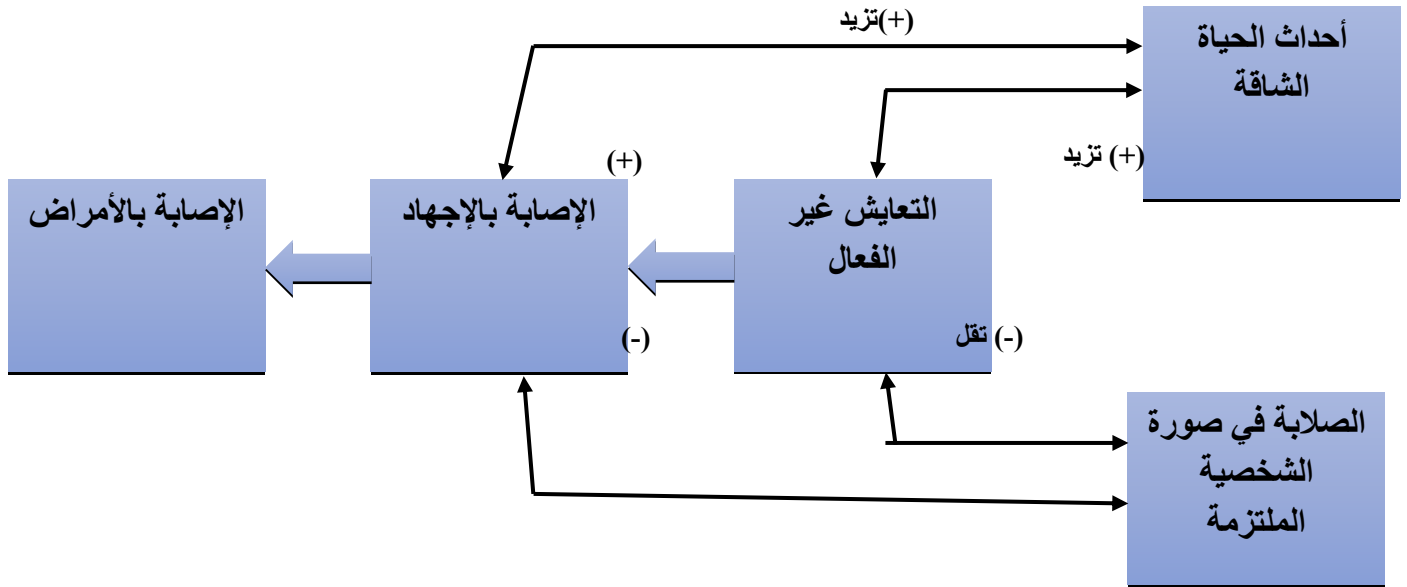 (+)تزيد
أحداث الحياة
الشاقة
(+) تزيد
(+)
التعايش غير
الفعال
الإصابة بالإجهاد
الإصابة بالأمراض
(-) تقل
(-)
الصلابة في صورة
الشخصية
الملتزمة